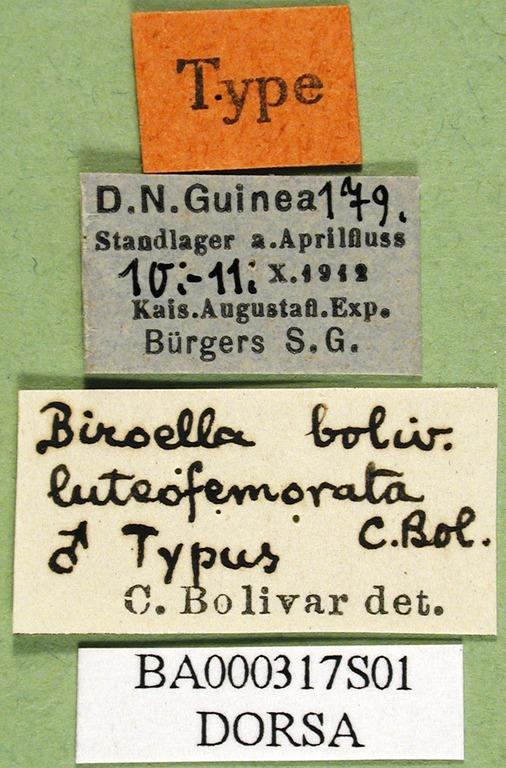 Type
D.N.Guinea 179.
Standlager a.Aprilfluss
10.-11. X.1912
Kais.Augustafl.Exp.
Bürgers S.G.
Biroella boliv.
luteofemorata
♂ Typus C.Bol.
C. Bolivar det.
BA000317S01
DORSA